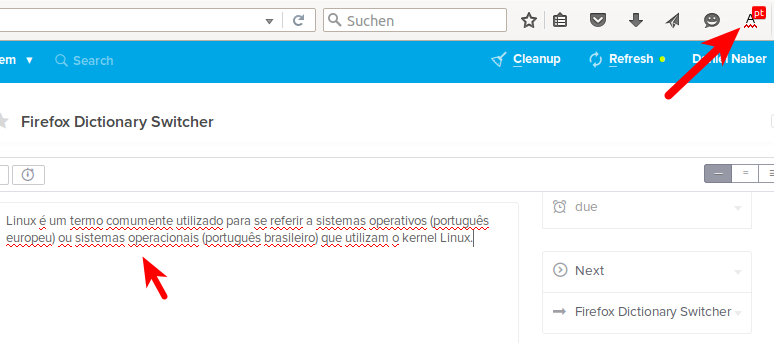 Suchen
A pt
em ▼ Search Cleanup Refresh Daniel Naber
Firefox Dictionary Switcher
Linux é um termo comumente utilizado para se referir a sistemas operativos (português
europeu) ou sistemas operacionais (português brasileiro) que utilizam o kernel Linux.
due
Next
Firefox Dictionary Switcher